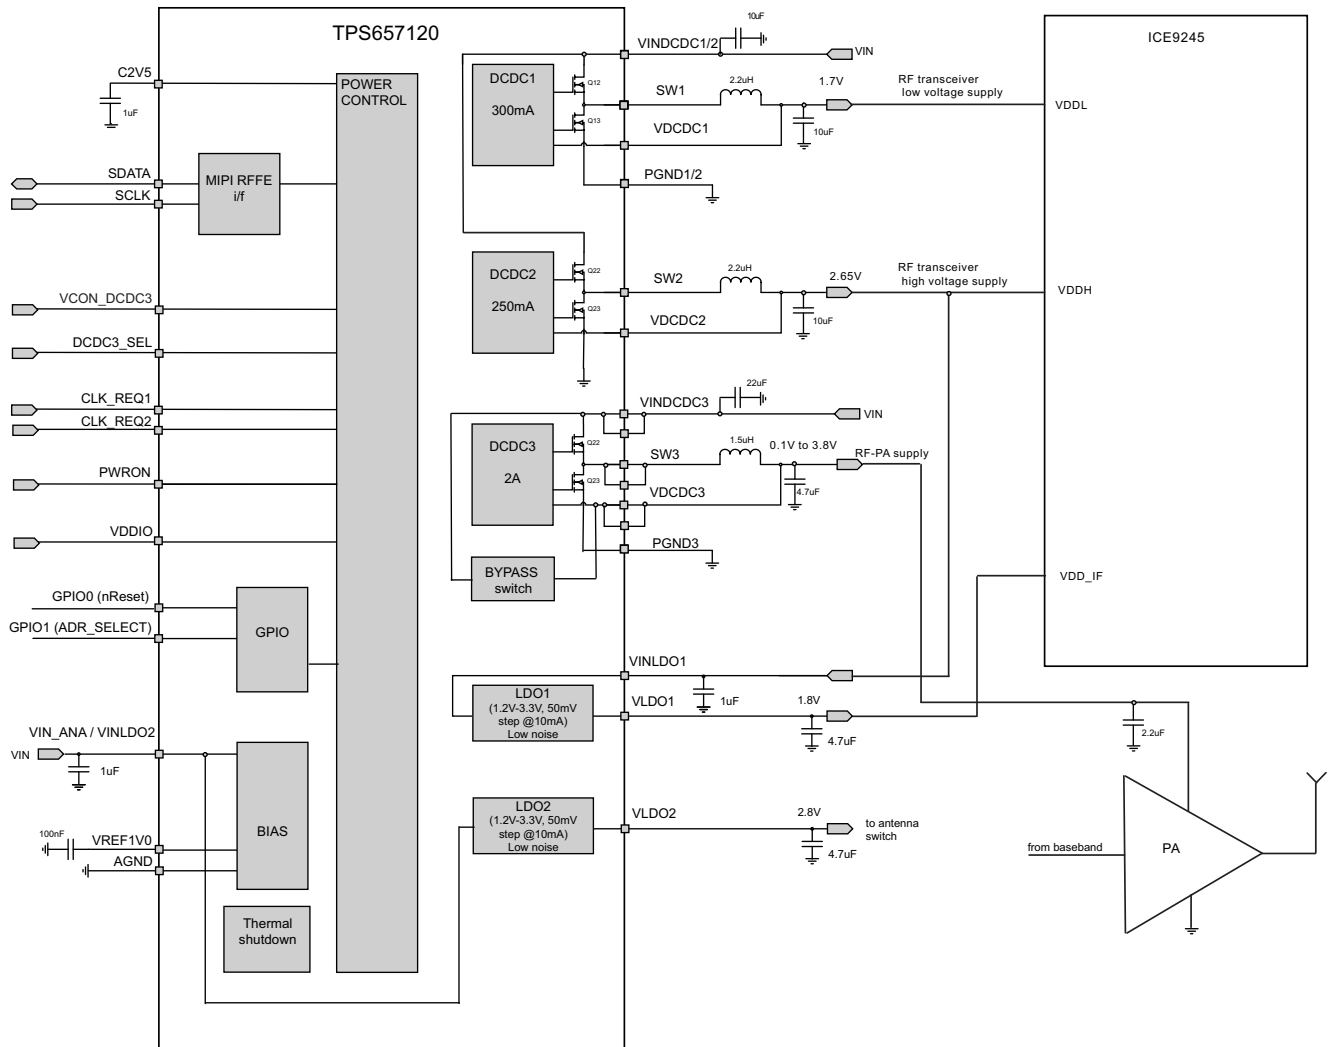 TPS657120
ICE9245
C2V5
1uF
POWER
CONTROL
SDATA
SCLK
MIPI RFFE
i/f
VCON_DCDC3
DCDC3_SEL
CLK_REQ1
CLK_REQ2
PWRON
VDDIO
GPIO0 (nReset)
GPIO1 (ADR_SELECT)
GPIO
VIN_ANA / VINLDO2
VIN
1uF
BIAS
100nF
VREF1V0
AGND
Thermal
shutdown
DCDC1
300mA
Q12
Q13
VINDCDC1/2
10uF
VIN
SW1
2.2uH
1.7V
RF transceiver
low voltage supply
VDDL
VDCDC1
10uF
PGND1/2
DCDC2
250mA
Q22
Q23
SW2
2.2uH
2.65V
RF transceiver
high voltage supply
VDDH
VDCDC2
10uF
VINDCDC3
22uF
VIN
DCDC3
2A
Q22
Q23
SW3
1.5uH
0.1V to 3.8V
RF-PA supply
VDCDC3
4.7uF
PGND3
BYPASS
switch
VDD_IF
VINLDO1
1uF
LDO1
(1.2V-3.3V, 50mV
step @10mA)
Low noise
VLDO1
1.8V
4.7uF
2.2uF
LDO2
(1.2V-3.3V, 50mV
step @10mA)
Low noise
VLDO2
2.8V
to antenna
switch
4.7uF
from baseband
PA